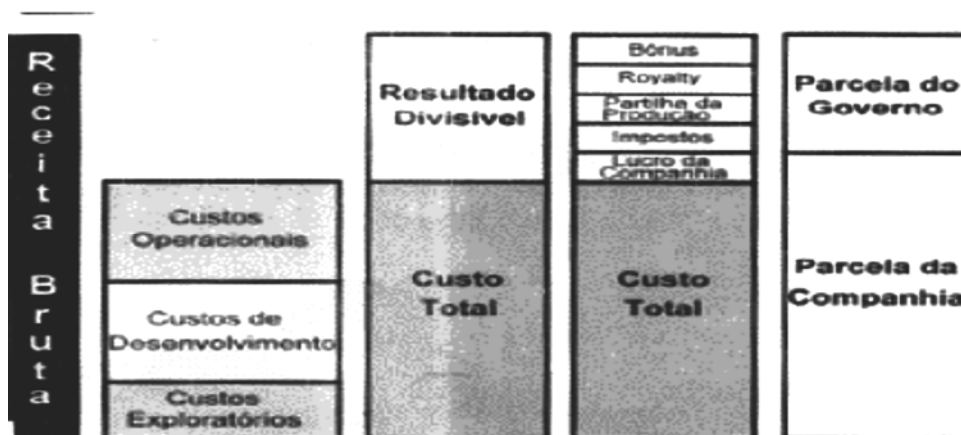 Receita Bruta
Custos
Operacionais
Custos de
Desenvolvimento
Custos
Exploratórios
Resultado
Divisível
Custo
Total
Bônus
Royalty
Partilha da
Produção
Impostos
Lucro da
Companhia
Custo
Total
Parcela do
Governo
Parcela da
Companhia